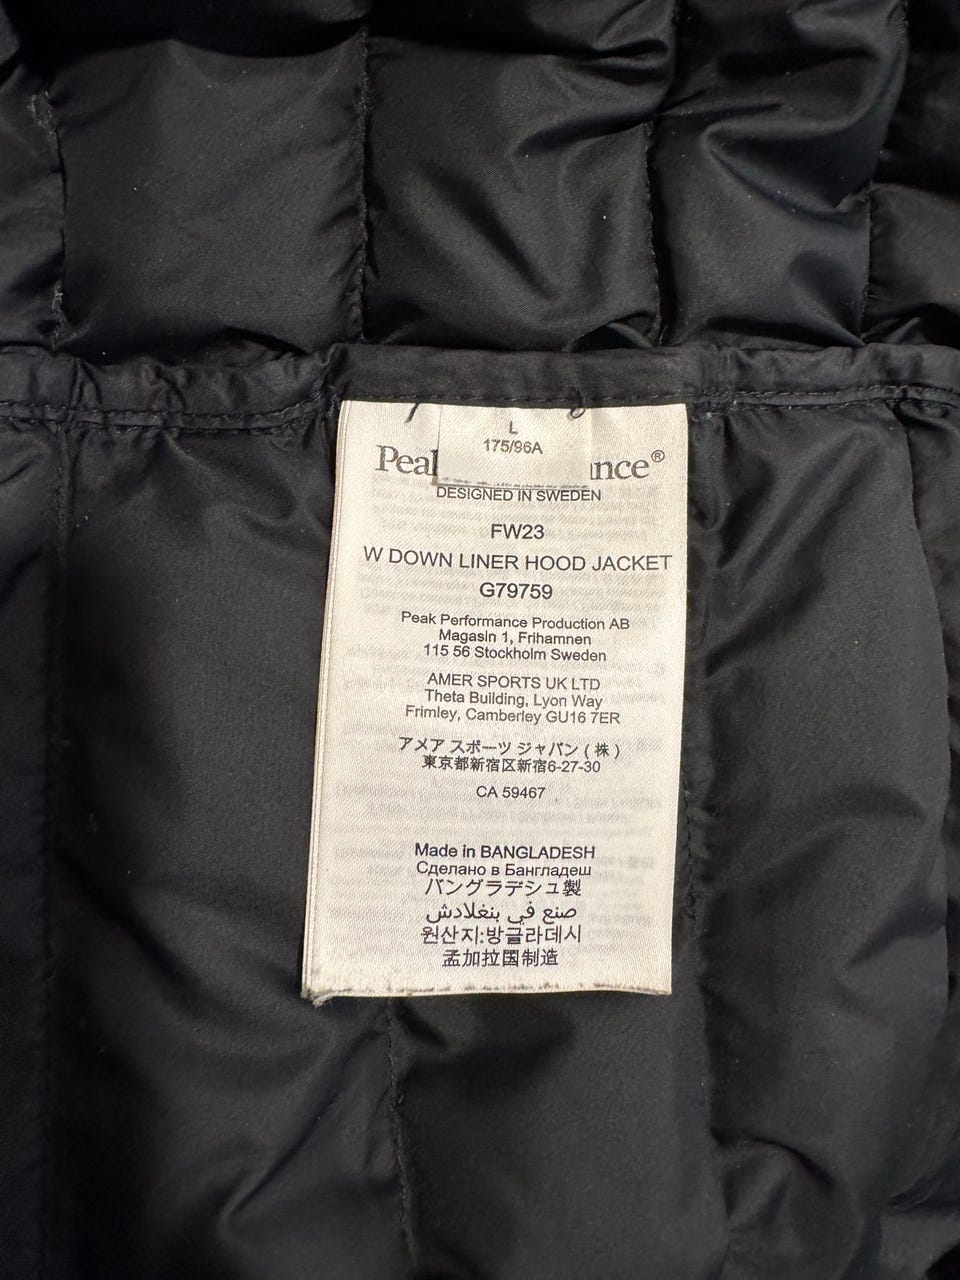 L
175/96A
Peak nce®
DESIGNED IN SWEDEN
FW23
W DOWN LINER HOOD JACKET
G79759
Peak Performance Production AB
Magasin 1, Frihamnen
115 56 Stockholm Sweden
AMER SPORTS UK LTD
Theta Building, Lyon Way
Frimley, Camberley GU16 7ER
アメア スポーツ ジャパン ( 株 )
東京都新宿区新宿6-27-30
CA 59467
Made in BANGLADESH
Сделано в Бангладеш
バングラデシュ製
صنع في بنغلادش
원산지:방글라데시
孟加拉国制造